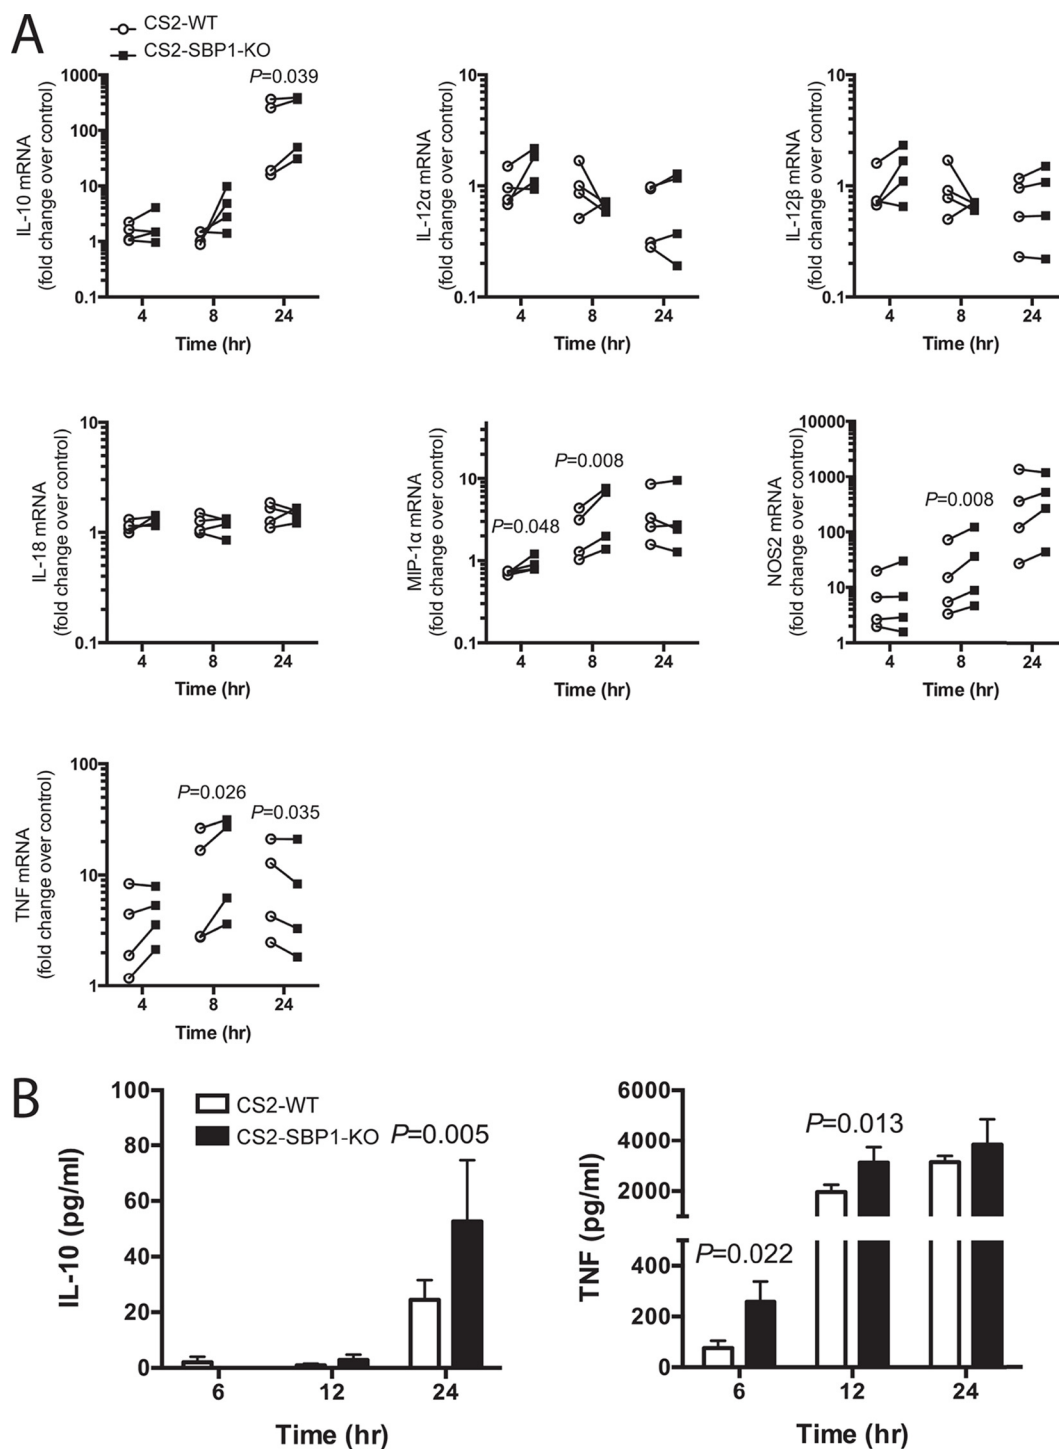 A
CS2-WT
CS2-SBP1-KO
IL-10 mRNA
(fold change over control)
1000
100
10
1
0.1
P=0.039
4 8 24
Time (hr)
IL-12α mRNA
(fold change over control)
10
1
0.1
4 8 24
Time (hr)
IL-12β mRNA
(fold change over control)
10
1
0.1
4 8 24
Time (hr)
IL-18 mRNA
(fold change over control)
10
1
0.1
4 8 24
Time (hr)
MIP-1α mRNA
(fold change over control)
10
1
0.1
P=0.048
P=0.008
4 8 24
Time (hr)
NOS2 mRNA
(fold change over control)
10000
1000
100
10
1
P=0.008
4 8 24
Time (hr)
TNF mRNA
(fold change over control)
100
10
1
P=0.026
P=0.035
4 8 24
Time (hr)
B
IL-10 (pg/ml)
100
80
60
40
20
0
CS2-WT
CS2-SBP1-KO
P=0.005
6 12 24
Time (hr)
TNF (pg/ml)
6000
4000
2000
400
200
0
P=0.022
P=0.013
6 12 24
Time (hr)